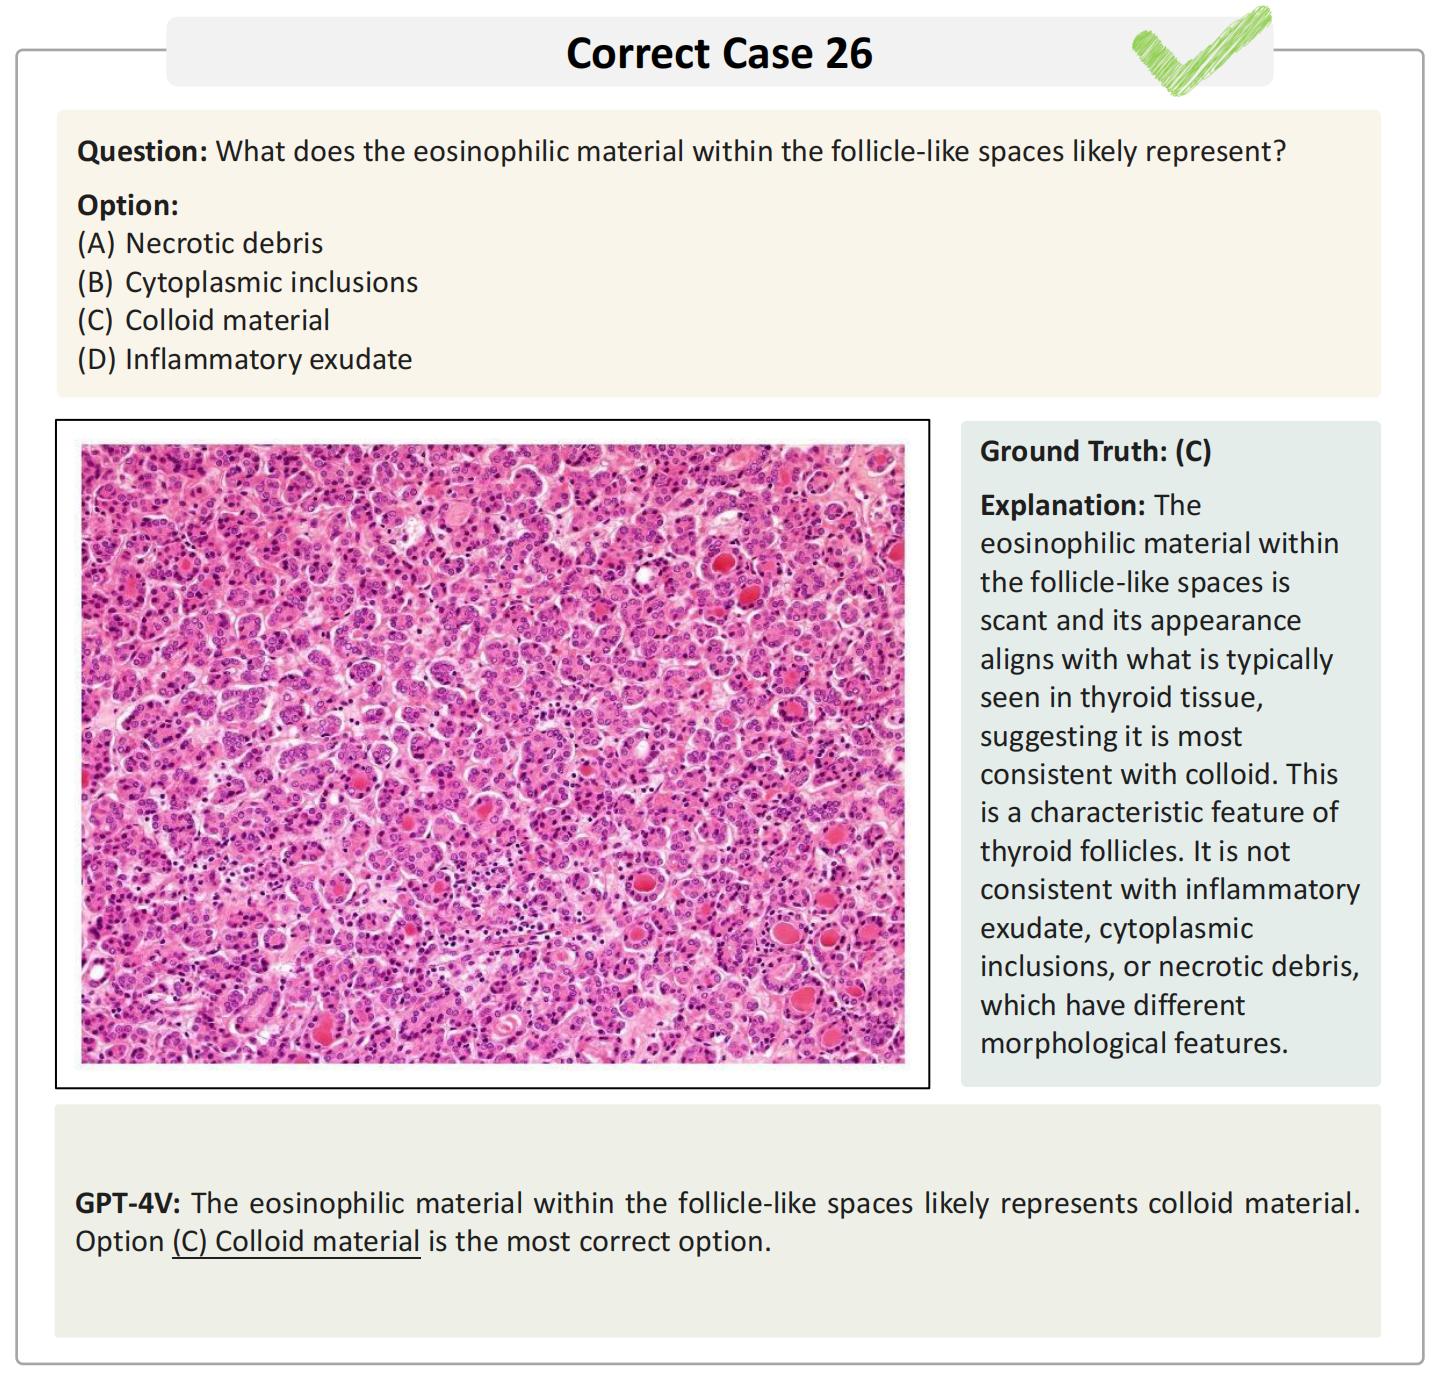 Correct Case 26
Question: What does the eosinophilic material within the follicle-like spaces likely represent?
Option:
(A) Necrotic debris
(B) Cytoplasmic inclusions
(C) Colloid material
(D) Inflammatory exudate
Ground Truth: (C)
Explanation: The
eosinophilic material within
the follicle-like spaces is
scant and its appearance
aligns with what is typically
seen in thyroid tissue,
suggesting it is most
consistent with colloid. This
is a characteristic feature of
thyroid follicles. It is not
consistent with inflammatory
exudate, cytoplasmic
inclusions, or necrotic debris,
which have different
morphological features.
GPT-4V: The eosinophilic material within the follicle-like spaces likely represents colloid material.
Option (C) Colloid material is the most correct option.